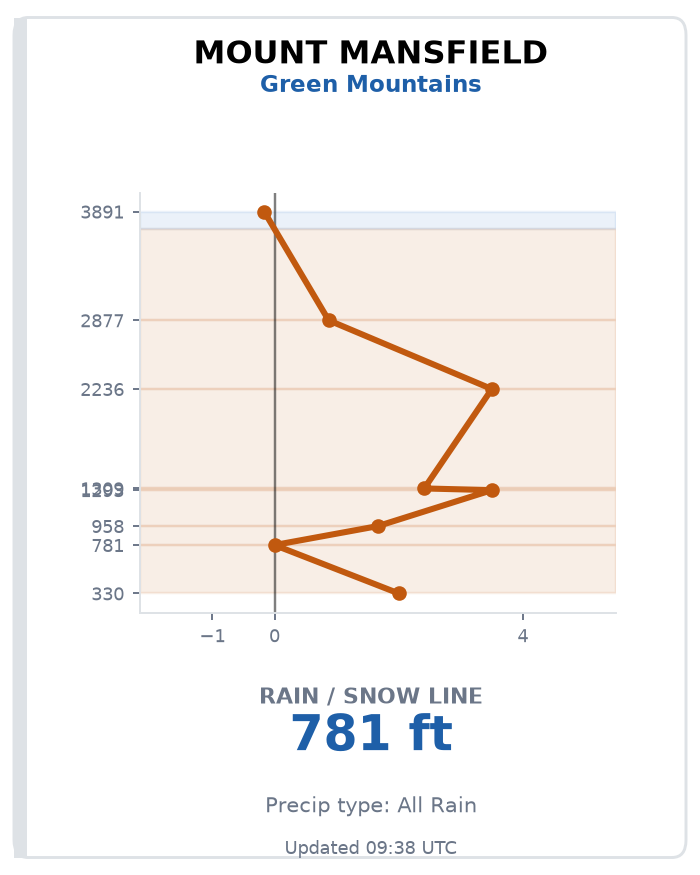 MOUNT MANSFIELD
Green Mountains
3891
2877
2236
958
781
330
−1 0 4
RAIN / SNOW LINE
781 ft
Precip type: All Rain
Updated 09:38 UTC